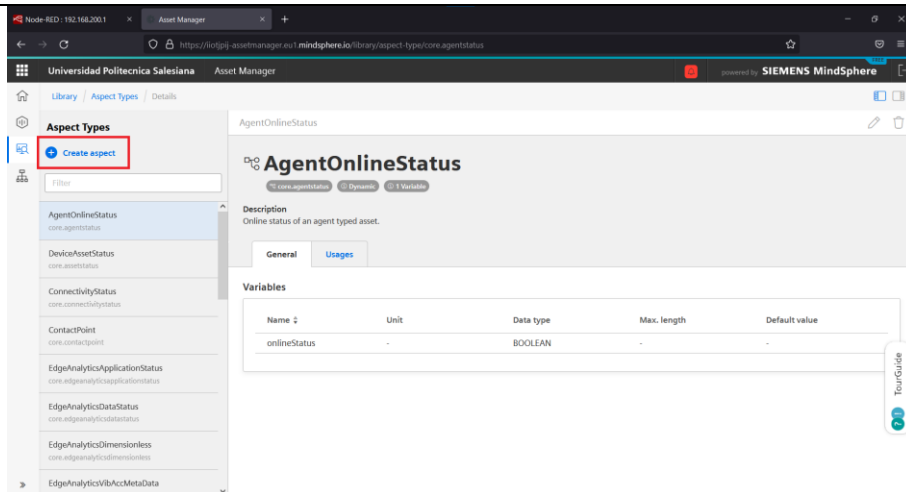 Node-RED : 192.168.200.1
Asset Manager
https://iiotjpij-assetmanager.eu1.mindsphere.io/library/aspect-type/core.agentstatus
Universidad Politecnica Salesiana Asset Manager
powered by SIEMENS MindSphere
Library / Aspect Types / Details
Aspect Types
Create aspect
Filter
AgentOnlineStatus
core.agentstatus
DeviceAssetStatus
core.assetstatus
ConnectivityStatus
core.connectivitystatus
ContactPoint
core.contactpoint
EdgeAnalyticsApplicationStatus
core.edgeanalyticsapplicationstatus
EdgeAnalyticsDataStatus
core.edgeanalyticsdatastatus
EdgeAnalyticsDimensionless
core.edgeanalyticsdimensionless
EdgeAnalyticsVibAccMetaData
AgentOnlineStatus
AgentOnlineStatus
core.agentstatus Dynamic 1 Variable
Description
Online status of an agent typed asset.
General Usages
Variables
Name Unit Data type Max. length Default value
onlineStatus - BOOLEAN - -
TourGuide